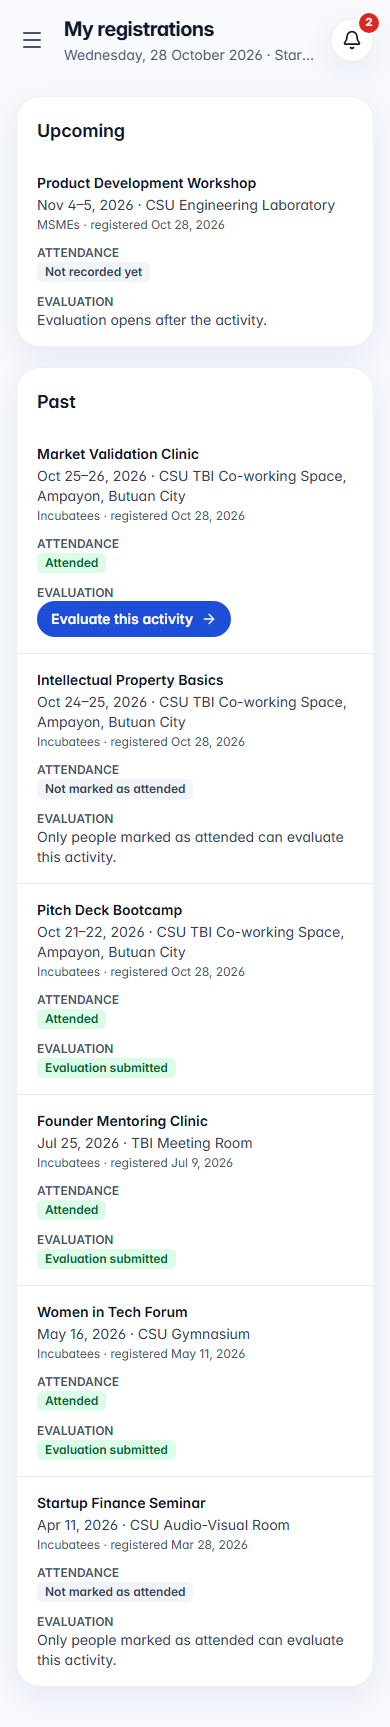 My registrations
Wednesday, 28 October 2026 · Star...
2
Upcoming
Product Development Workshop
Nov 4–5, 2026 · CSU Engineering Laboratory
MSMEs · registered Oct 28, 2026
ATTENDANCE
Not recorded yet
EVALUATION
Evaluation opens after the activity.
Past
Market Validation Clinic
Oct 25–26, 2026 · CSU TBI Co-working Space,
Ampayon, Butuan City
Incubatees · registered Oct 28, 2026
ATTENDANCE
Attended
EVALUATION
Evaluate this activity →
Intellectual Property Basics
Oct 24–25, 2026 · CSU TBI Co-working Space,
Ampayon, Butuan City
Incubatees · registered Oct 28, 2026
ATTENDANCE
Not marked as attended
EVALUATION
Only people marked as attended can evaluate
this activity.
Pitch Deck Bootcamp
Oct 21–22, 2026 · CSU TBI Co-working Space,
Ampayon, Butuan City
Incubatees · registered Oct 28, 2026
ATTENDANCE
Attended
EVALUATION
Evaluation submitted
Founder Mentoring Clinic
Jul 25, 2026 · TBI Meeting Room
Incubatees · registered Jul 9, 2026
ATTENDANCE
Attended
EVALUATION
Evaluation submitted
Women in Tech Forum
May 16, 2026 · CSU Gymnasium
Incubatees · registered May 11, 2026
ATTENDANCE
Attended
EVALUATION
Evaluation submitted
Startup Finance Seminar
Apr 11, 2026 · CSU Audio-Visual Room
Incubatees · registered Mar 28, 2026
ATTENDANCE
Not marked as attended
EVALUATION
Only people marked as attended can evaluate
this activity.